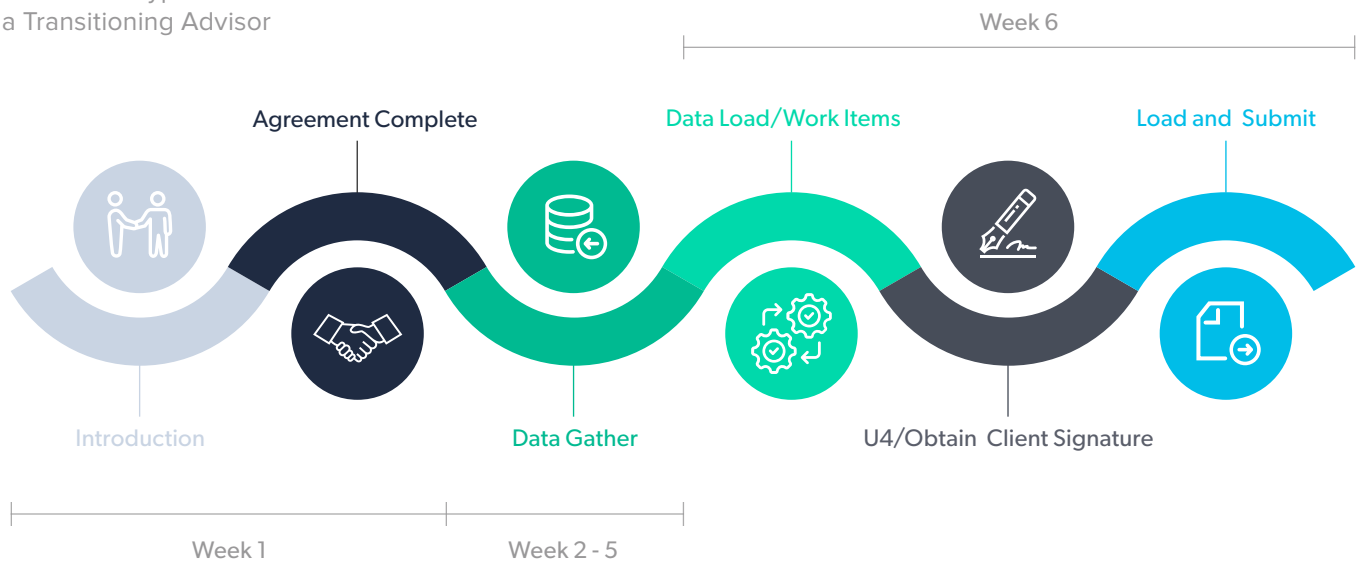 a Transitioning Advisor
Week 6
Agreement Complete
Data Load/Work Items
Load and Submit
Introduction
Data Gather
U4/Obtain Client Signature
Week 1
Week 2 - 5